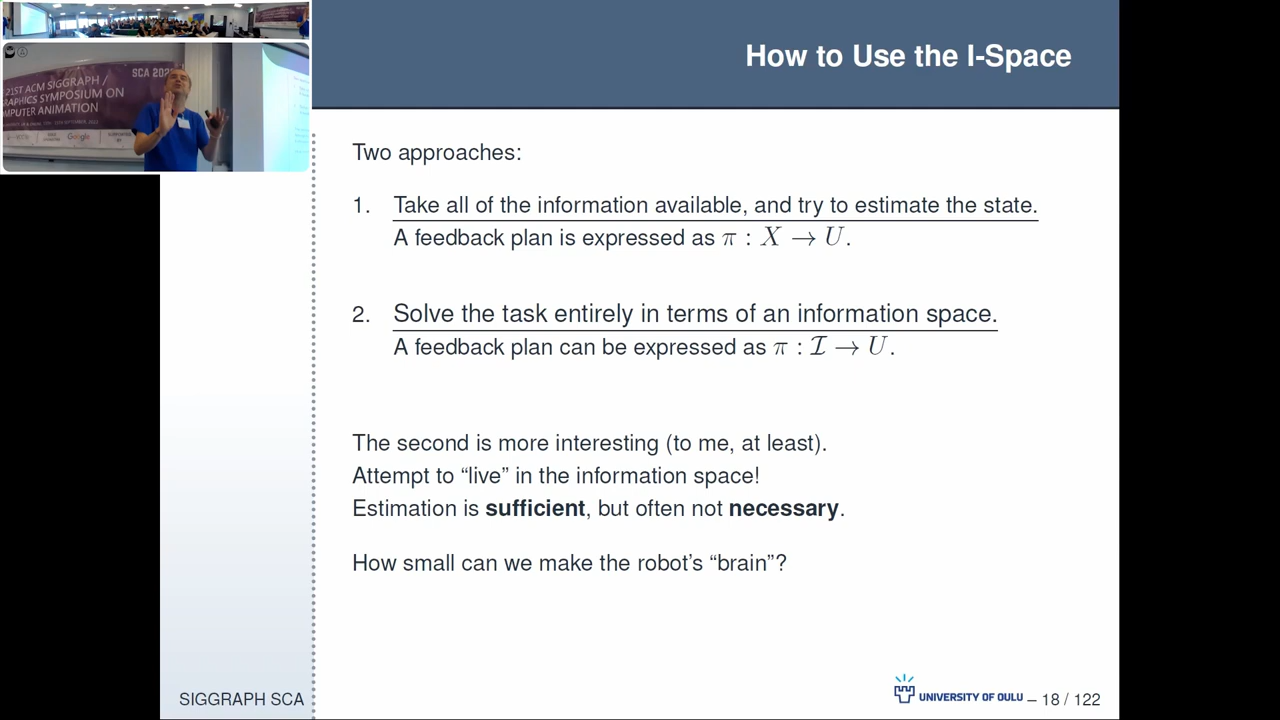 SCA 202
21ST ACM SIGGRAPH /
GRAPHICS SYMPOSIUM ON
MPUTER ANIMATION
Google
How to Use the I-Space
Two approaches:
1. Take all of the information available, and try to estimate the state.
A feedback plan is expressed as π : X → U.
2. Solve the task entirely in terms of an information space.
A feedback plan can be expressed as π : ℐ → U.
The second is more interesting (to me, at least).
Attempt to “live” in the information space!
Estimation is sufficient, but often not necessary.
How small can we make the robot’s “brain”?
SIGGRAPH SCA
UNIVERSITY OF OULU – 18 / 122